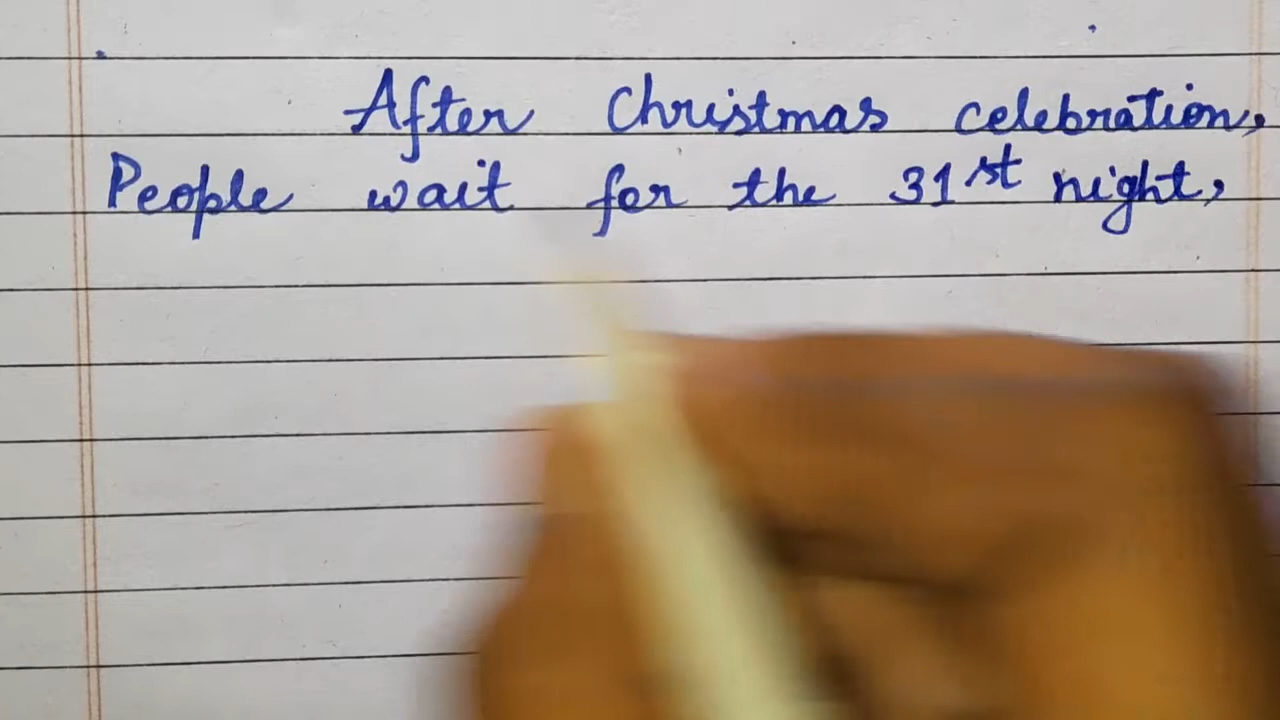 After Christmas celebration,
People wait for the 31st night,